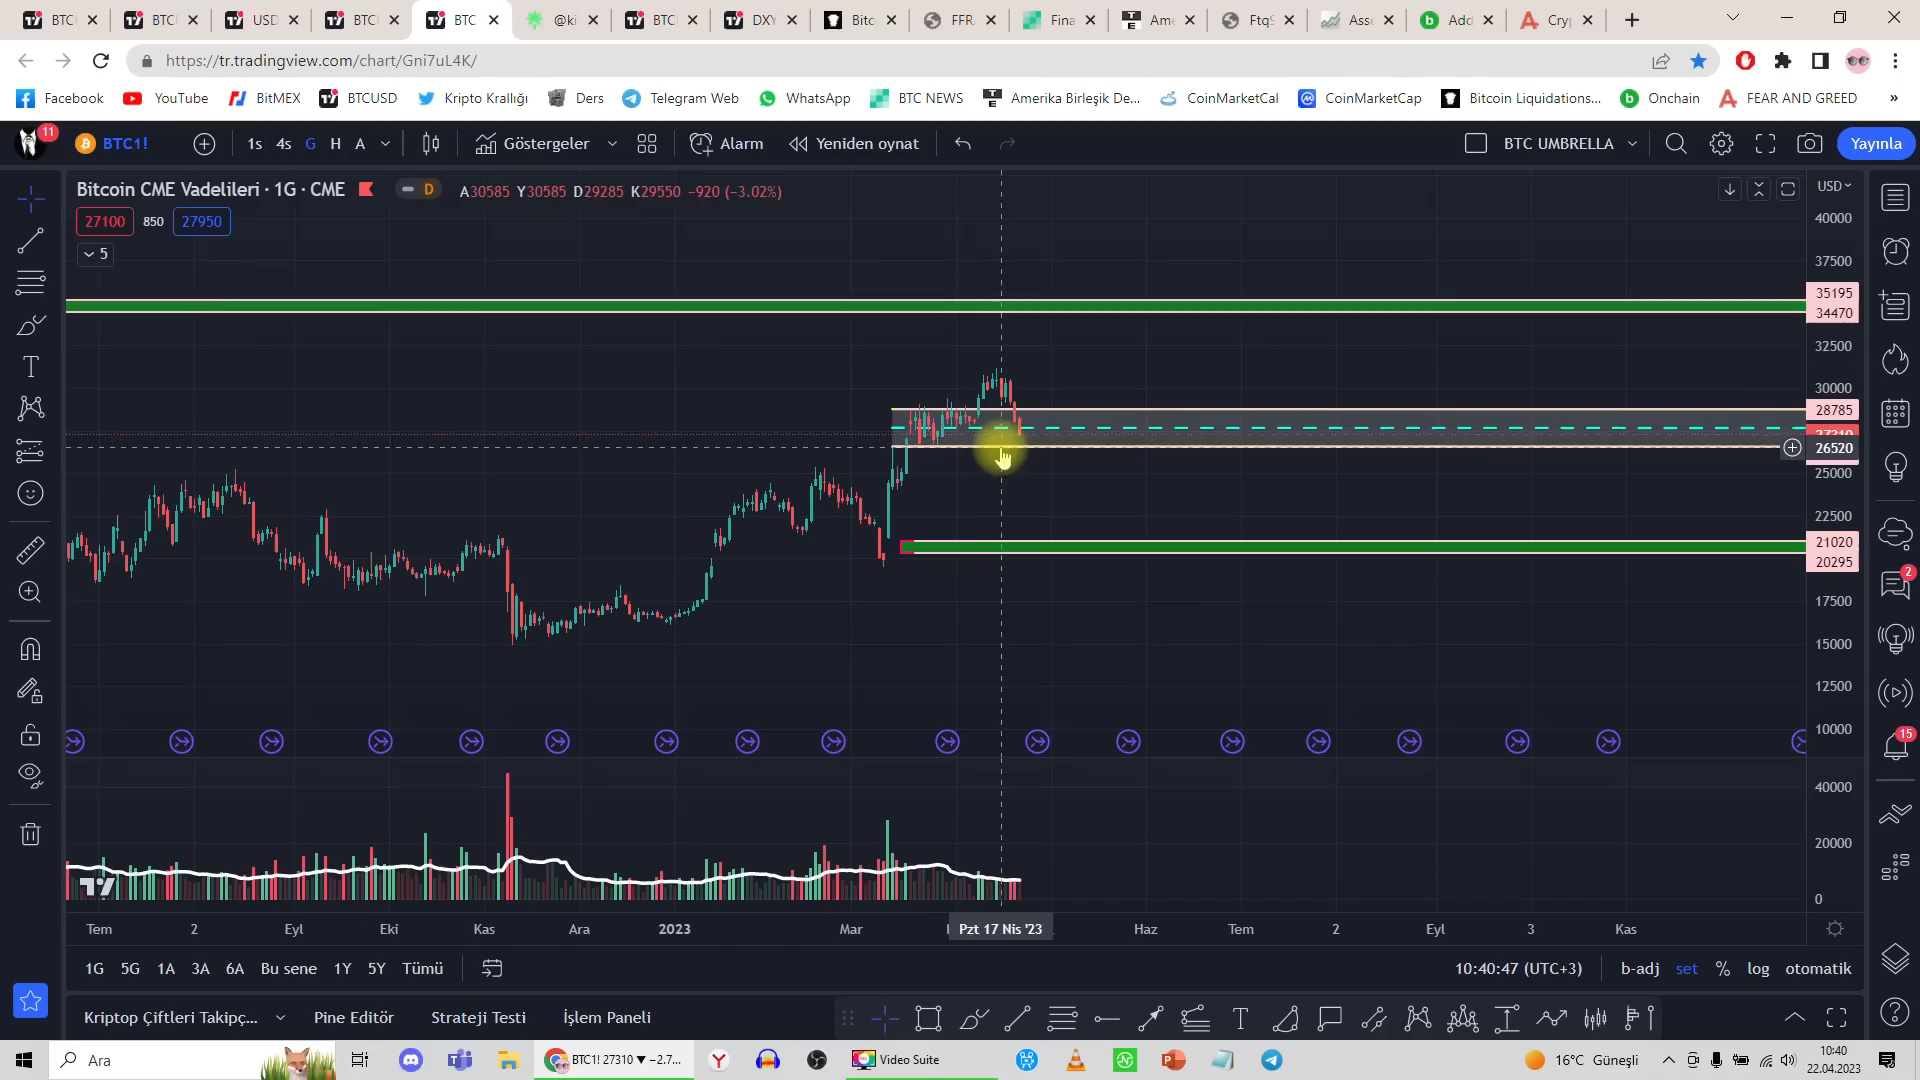 BTC
BTC
USD
BTC
BTC
@ki
BTC
DXY
Bitc
FFR
Fina
Ame
FtqS
Asse
Add
Cry
https://tr.tradingview.com/chart/Gni7uL4K/
Facebook YouTube BitMEX BTCUSD Kripto Krallığı Ders Telegram Web WhatsApp BTC NEWS Amerika Birleşik De... CoinMarketCal CoinMarketCap Bitcoin Liquidations... Onchain FEAR AND GREED »
11 BTC1! 1s 4s G H A Göstergeler Alarm Yeniden oynat BTC UMBRELLA Yayınla
Bitcoin CME Vadelileri · 1G · CME D A30585 Y30585 D29285 K29550 −920 (−3.02%) USD
27100 850 27950
5
40000
37500
35195
34470
32500
30000
28785
26520
25000
22500
21020
20295
17500
15000
12500
10000
40000
20000
0
2
15
Tem 2 Eyl Eki Kas Ara 2023 Mar Pzt 17 Nis '23 Haz Tem 2 Eyl 3 Kas
1G 5G 1A 3A 6A Bu sene 1Y 5Y Tümü 10:40:47 (UTC+3) b-adj set % log otomatik
Kriptop Çiftleri Takipç... Pine Editör Strateji Testi İşlem Paneli
Ara BTC1! 27310 ▼ −2.7... Video Suite 16°C Güneşli 10:40
22.04.2023